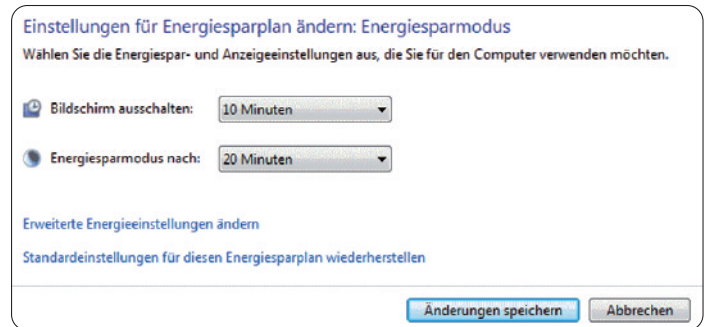 Einstellungen für Energiesparplan ändern: Energiesparmodus
Wählen Sie die Energiespar- und Anzeigeeinstellungen aus, die Sie für den Computer verwenden möchten.
Bildschirm ausschalten: 10 Minuten
Energiesparmodus nach: 20 Minuten
Erweiterte Energieeinstellungen ändern
Standardeinstellungen für diesen Energiesparplan wiederherstellen
Änderungen speichern Abbrechen